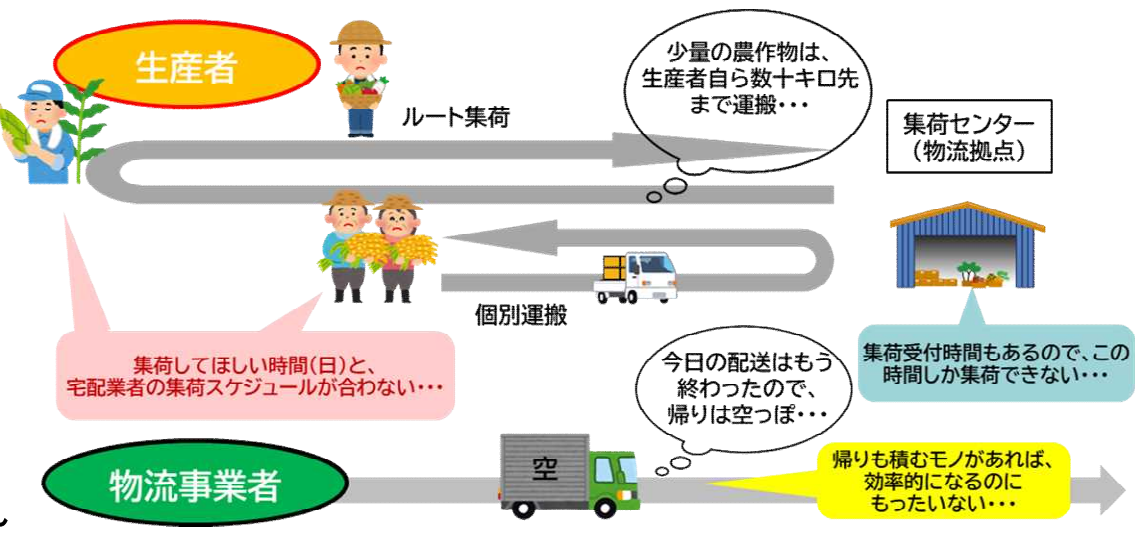 生産者
ルート集荷
少量の農作物は、
生産者自ら数十キロ先
まで運搬・・・
集荷センター
（物流拠点）
個別運搬
集荷してほしい時間（日）と、
宅配業者の集荷スケジュールが合わない・・・
集荷受付時間もあるので、この
時間しか集荷できない・・・
今日の配送はもう
終わったので、
帰りは空っぽ・・・
物流事業者
空
帰りも積むモノがあれば、
効率的になるのに
もったいない・・・